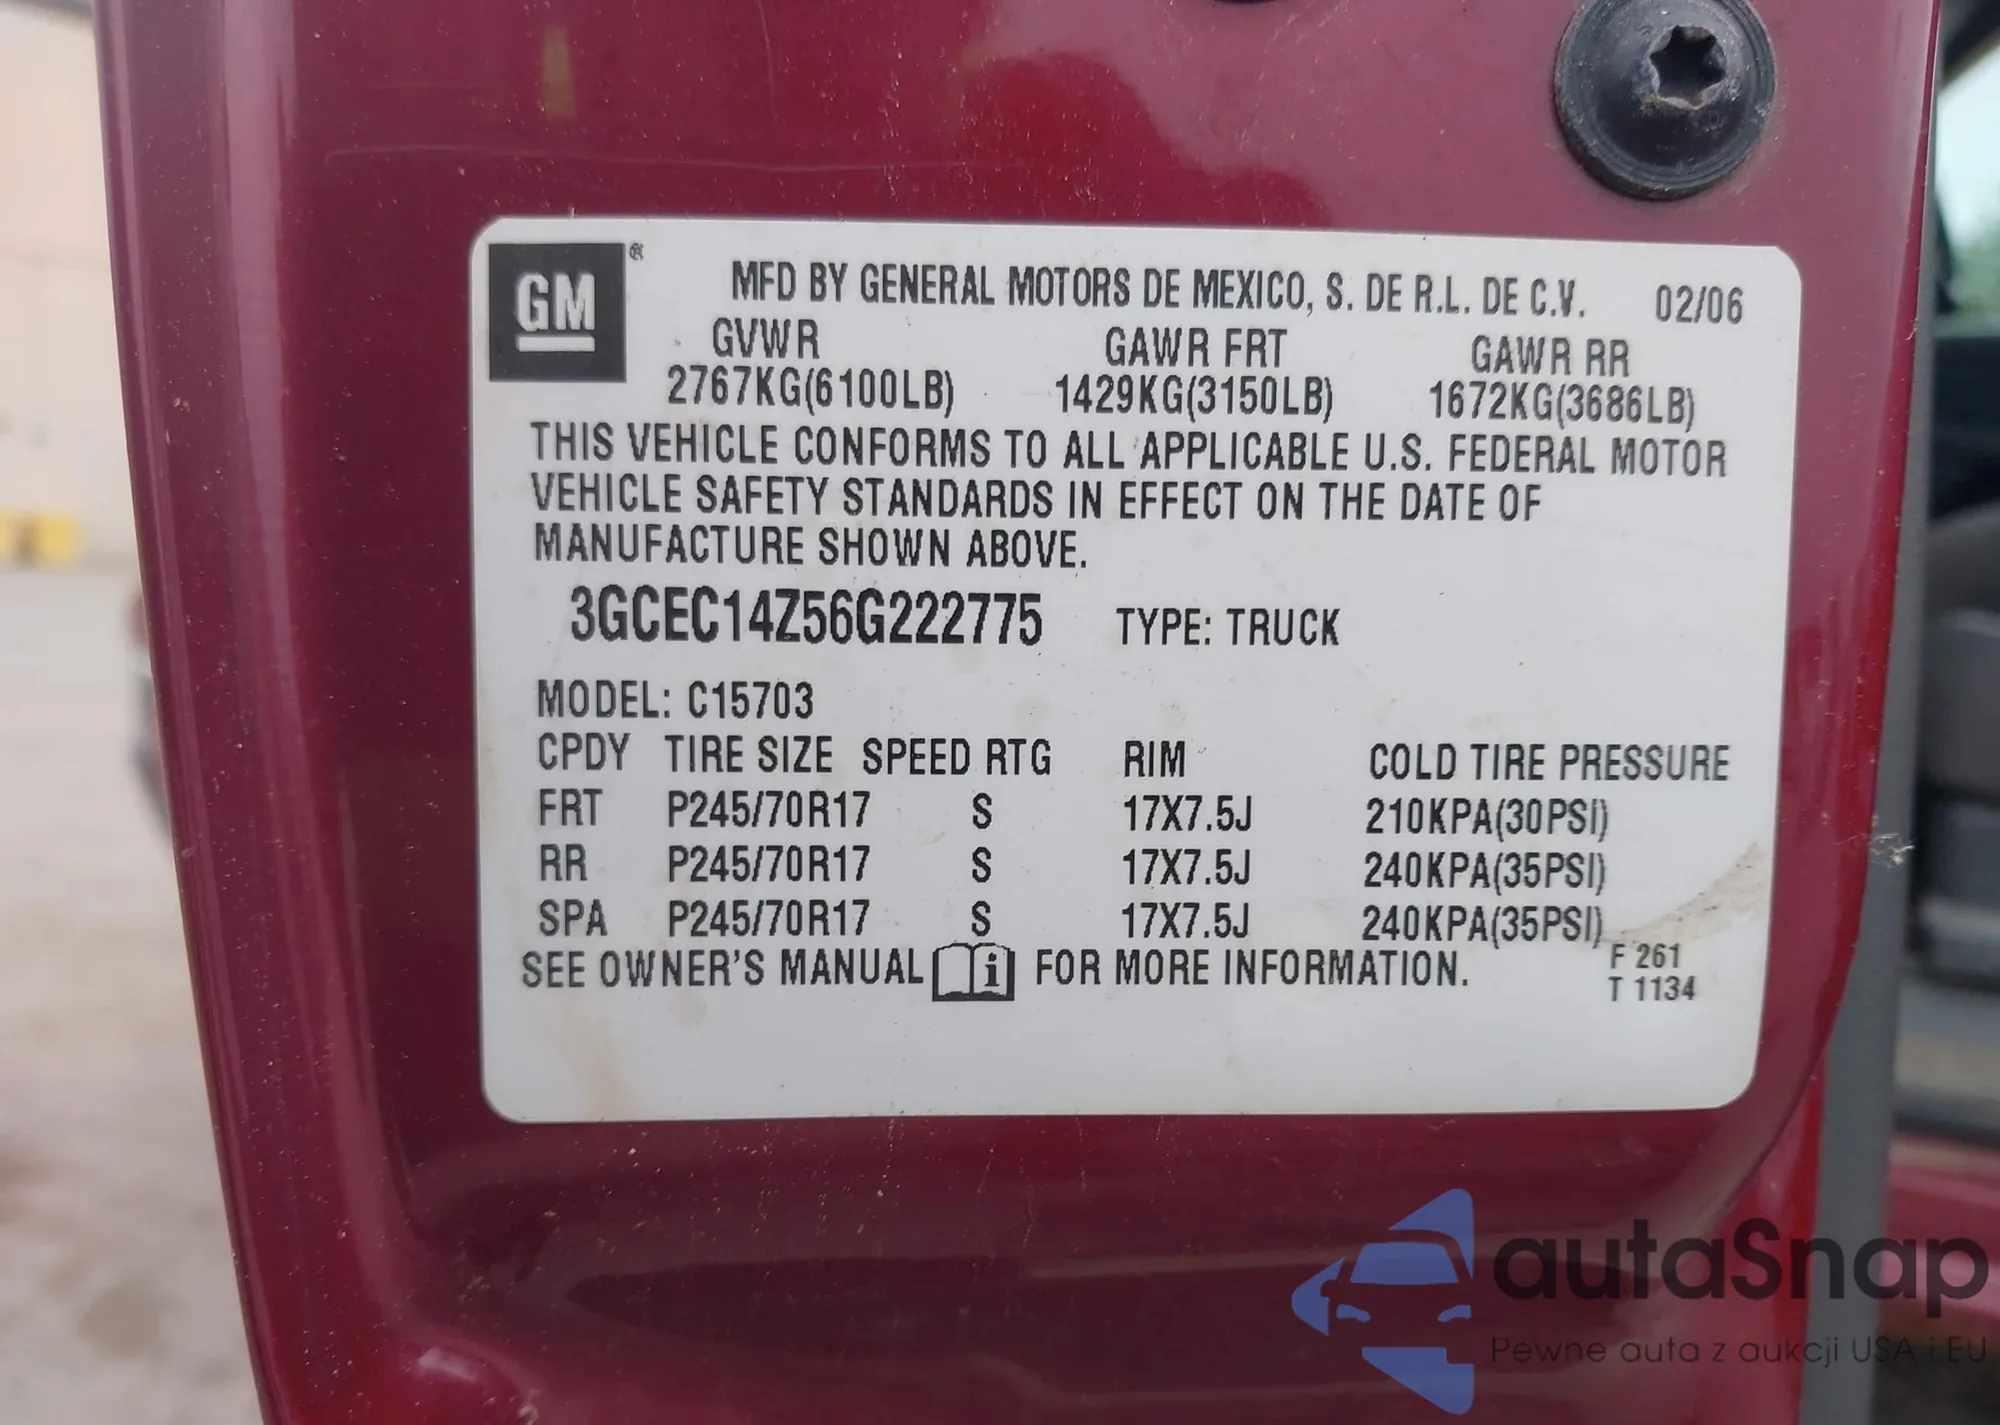 GM ®
MFD BY GENERAL MOTORS DE MEXICO, S. DE R.L. DE C.V. 02/06
GVWR GAWR FRT GAWR RR
2767KG(6100LB) 1429KG(3150LB) 1672KG(3686LB)
THIS VEHICLE CONFORMS TO ALL APPLICABLE U.S. FEDERAL MOTOR
VEHICLE SAFETY STANDARDS IN EFFECT ON THE DATE OF
MANUFACTURE SHOWN ABOVE.
3GCEC14Z56G222775 TYPE: TRUCK
MODEL: C15703
CPDY TIRE SIZE SPEED RTG RIM COLD TIRE PRESSURE
FRT P245/70R17 S 17X7.5J 210KPA(30PSI)
RR P245/70R17 S 17X7.5J 240KPA(35PSI)
SPA P245/70R17 S 17X7.5J 240KPA(35PSI)
SEE OWNER'S MANUAL i FOR MORE INFORMATION.
F 261
T 1134
autaSnap
Pewne auta z aukcji USA i EU